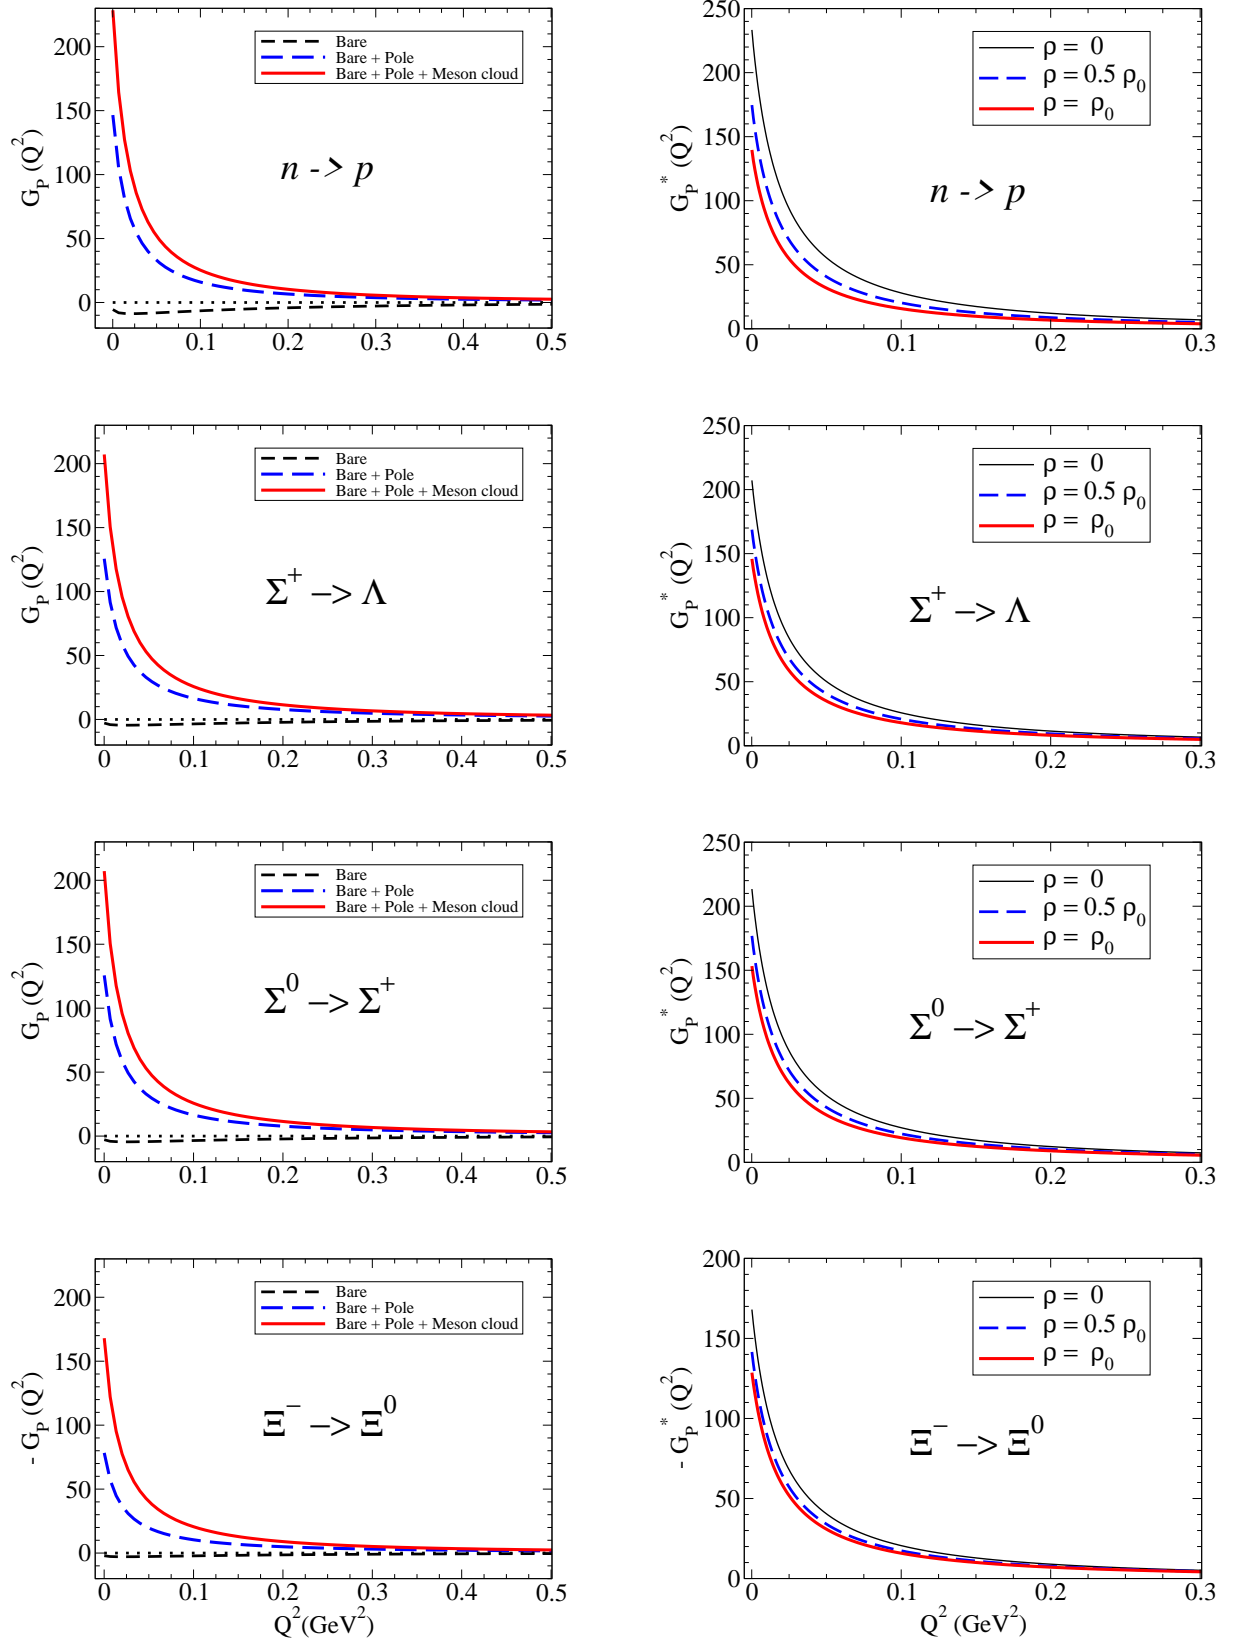 200
150
100
50
0
G_P (Q^2)
Bare
Bare + Pole
Bare + Pole + Meson cloud
n -> p
0 0.1 0.2 0.3 0.4 0.5
250
200
150
100
50
0
G_P^* (Q^2)
ρ = 0
ρ = 0.5 ρ_0
ρ = ρ_0
n -> p
0 0.1 0.2 0.3
200
150
100
50
0
G_P (Q^2)
Bare
Bare + Pole
Bare + Pole + Meson cloud
Σ^+ -> Λ
0 0.1 0.2 0.3 0.4 0.5
250
200
150
100
50
0
G_P^* (Q^2)
ρ = 0
ρ = 0.5 ρ_0
ρ = ρ_0
Σ^+ -> Λ
0 0.1 0.2 0.3
200
150
100
50
0
G_P (Q^2)
Bare
Bare + Pole
Bare + Pole + Meson cloud
Σ^0 -> Σ^+
0 0.1 0.2 0.3 0.4 0.5
250
200
150
100
50
0
G_P^* (Q^2)
ρ = 0
ρ = 0.5 ρ_0
ρ = ρ_0
Σ^0 -> Σ^+
0 0.1 0.2 0.3
200
150
100
50
0
- G_P (Q^2)
Bare
Bare + Pole
Bare + Pole + Meson cloud
Ξ^- -> Ξ^0
0 0.1 0.2 0.3 0.4 0.5
Q^2 (GeV^2)
200
150
100
50
0
- G_P^* (Q^2)
ρ = 0
ρ = 0.5 ρ_0
ρ = ρ_0
Ξ^- -> Ξ^0
0 0.1 0.2 0.3
Q^2 (GeV^2)